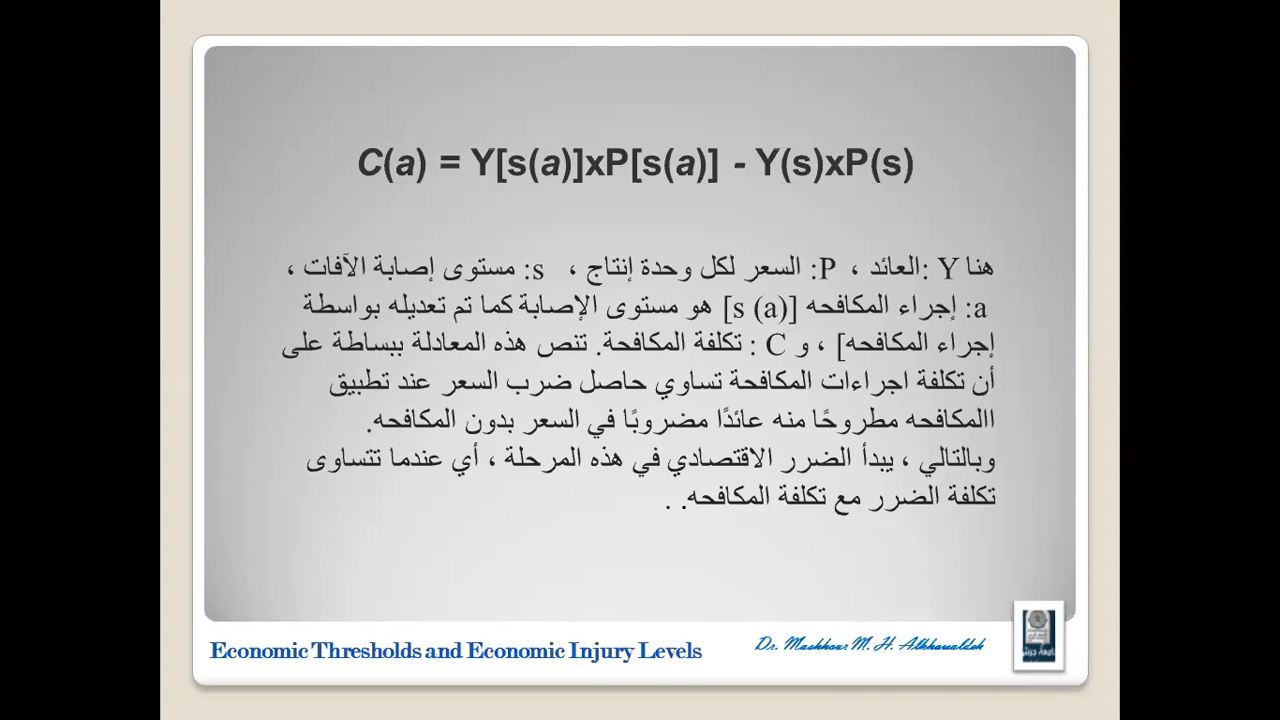 C(a) = Y[s(a)]xP[s(a)] - Y(s)xP(s)
هنا Y :العائد ، P: السعر لكل وحدة إنتاج ، s: مستوى إصابة الآفات ،
a: إجراء المكافحه [s (a)] هو مستوى الإصابة كما تم تعديله بواسطة
إجراء المكافحه] ، و C : تكلفة المكافحة. تنص هذه المعادلة ببساطة على
أن تكلفة اجراءات المكافحة تساوي حاصل ضرب السعر عند تطبيق
االمكافحه مطروحًا منه عائدًا مضروبًا في السعر بدون المكافحه.
وبالتالي ، يبدأ الضرر الاقتصادي في هذه المرحلة ، أي عندما تتساوى
تكلفة الضرر مع تكلفة المكافحه. .
Economic Thresholds and Economic Injury Levels
Dr. Mashhour M. H. Alkhawaldeh